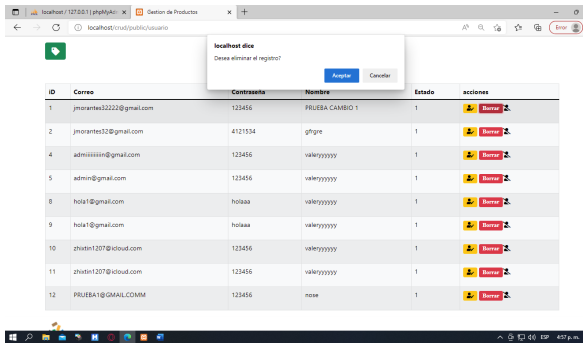 localhost / 127.0.0.1 | phpMyAd
Gestion de Productos
localhost/crud/public/usuario
Error
localhost dice
Desea eliminar el registro?
Aceptar Cancelar
iD Correo Contraseña Nombre Estado acciones
1 jmorantes32222@gmail.com 123456 PRUEBA CAMBIO 1 1 Borrar
2 jmorantes32@gmail.com 4121534 gfrgre 1 Borrar
4 admiiiiiiiin@gmail.com 123456 valeryyyyyy 1 Borrar
5 admin@gmail.com 123456 valeryyyyyy 1 Borrar
8 hola1@gmail.com holaaa valeryyyyyy 1 Borrar
9 hola1@gmail.com holaaa valeryyyyyy 1 Borrar
10 zhixtin1207@icloud.com 123456 valeryyyyyy 1 Borrar
11 zhixtin1207@icloud.com 123456 valeryyyyyy 1 Borrar
12 PRUEBA1@GMAIL.COMM 123456 nose 1 Borrar
ESP 4:57 p. m.